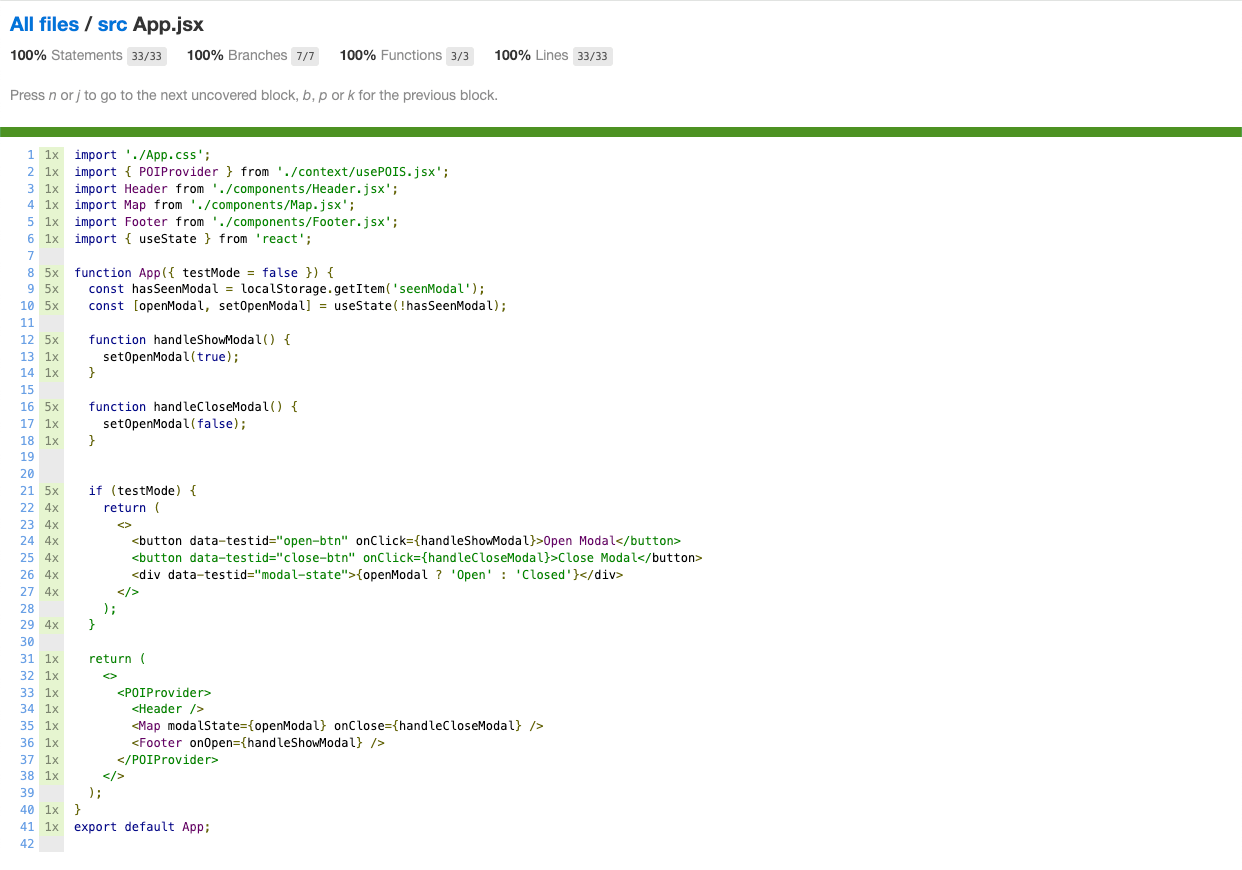 All files / src App.jsx
100% Statements 33/33 100% Branches 7/7 100% Functions 3/3 100% Lines 33/33
Press n or j to go to the next uncovered block, b, p or k for the previous block.
1 1x import './App.css';
2 1x import { POIProvider } from './context/usePOIS.jsx';
3 1x import Header from './components/Header.jsx';
4 1x import Map from './components/Map.jsx';
5 1x import Footer from './components/Footer.jsx';
6 1x import { useState } from 'react';
7
8 5x function App({ testMode = false }) {
9 5x   const hasSeenModal = localStorage.getItem('seenModal');
10 5x   const [openModal, setOpenModal] = useState(!hasSeenModal);
11
12 5x   function handleShowModal() {
13 1x     setOpenModal(true);
14 1x   }
15
16 5x   function handleCloseModal() {
17 1x     setOpenModal(false);
18 1x   }
19
20
21 5x   if (testMode) {
22 4x     return (
23 4x       <>
24 4x         <button data-testid="open-btn" onClick={handleShowModal}>Open Modal</button>
25 4x         <button data-testid="close-btn" onClick={handleCloseModal}>Close Modal</button>
26 4x         <div data-testid="modal-state">{openModal ? 'Open' : 'Closed'}</div>
27 4x       </>
28     );
29 4x   }
30
31 1x   return (
32 1x     <>
33 1x       <POIProvider>
34 1x         <Header />
35 1x         <Map modalState={openModal} onClose={handleCloseModal} />
36 1x         <Footer onOpen={handleShowModal} />
37 1x       </POIProvider>
38 1x     </>
39   );
40 1x }
41 1x export default App;
42